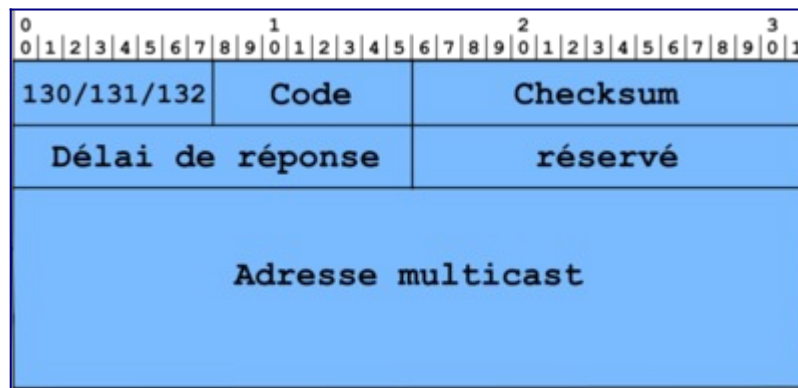 0 1 2 3
0|1|2|3|4|5|6|7|8|9|0|1|2|3|4|5|6|7|8|9|0|1|2|3|4|5|6|7|8|9|0|1
130/131/132 Code Checksum
Délai de réponse réservé
Adresse multicast